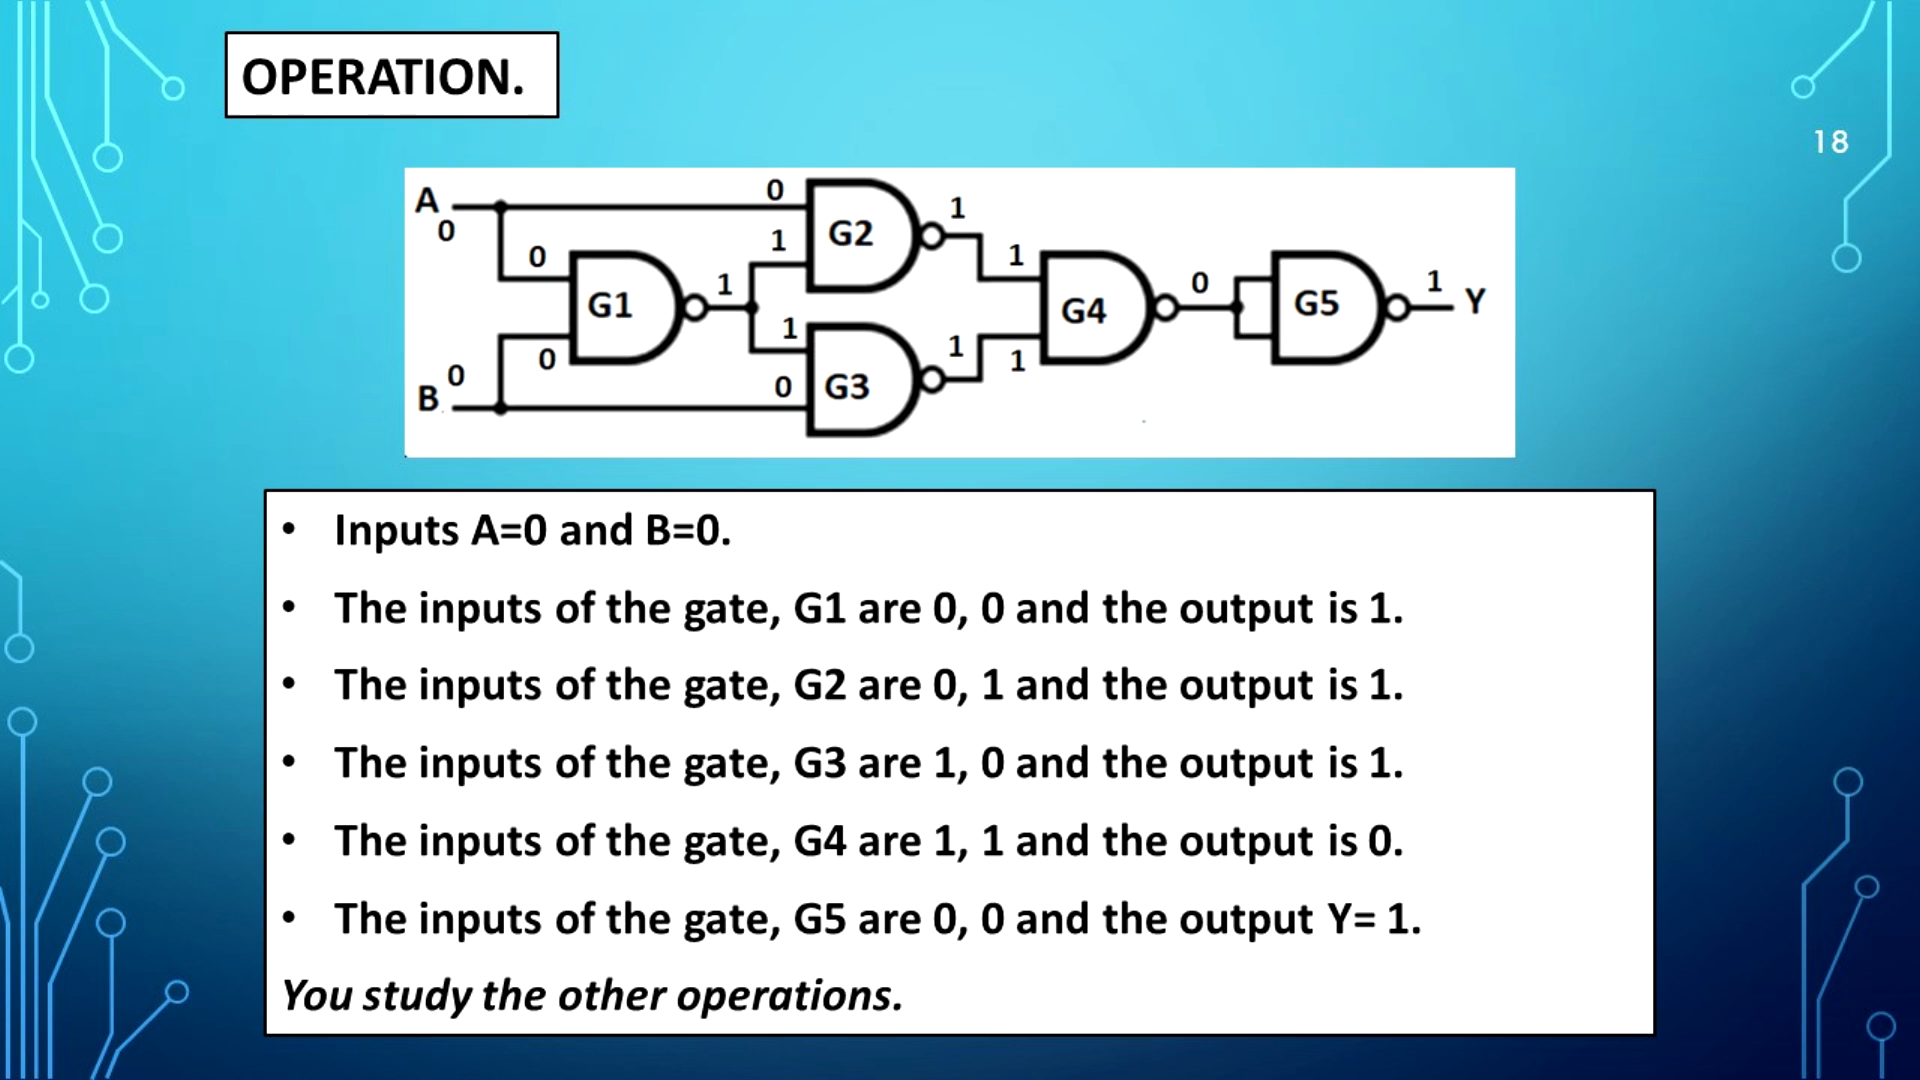 OPERATION.
18
A 0 1
0 G2
0 1 1 1
G1 1 G4 0 G5 1 Y
1 1
0 0 1
B 0 G3
• Inputs A=0 and B=0.
• The inputs of the gate, G1 are 0, 0 and the output is 1.
• The inputs of the gate, G2 are 0, 1 and the output is 1.
• The inputs of the gate, G3 are 1, 0 and the output is 1.
• The inputs of the gate, G4 are 1, 1 and the output is 0.
• The inputs of the gate, G5 are 0, 0 and the output Y= 1.
You study the other operations.